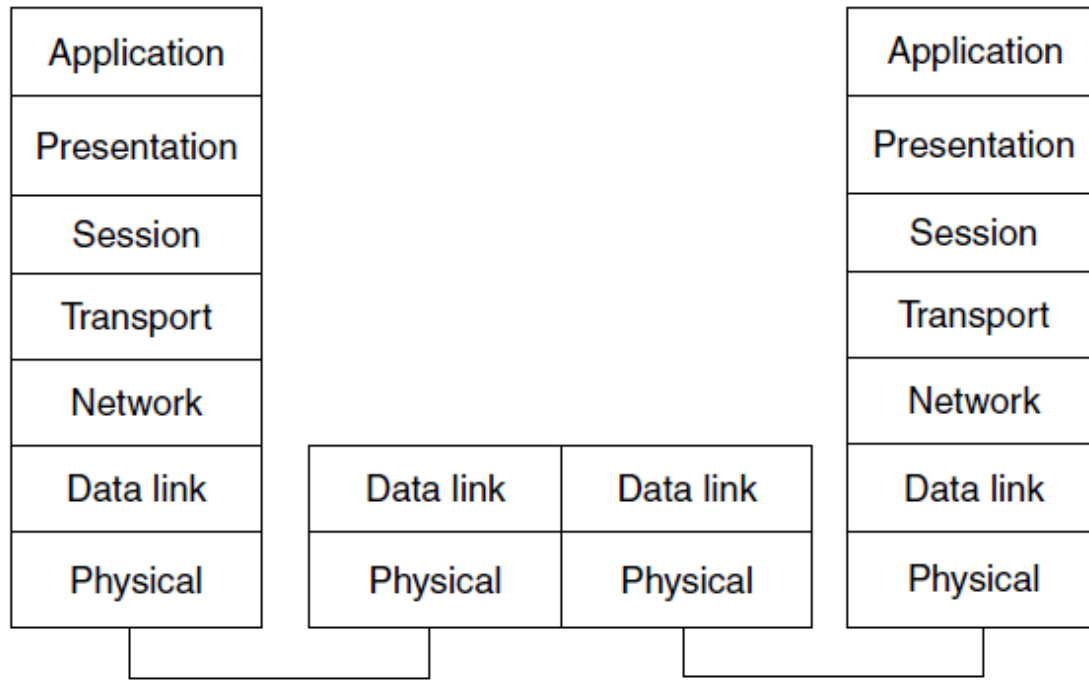 Application
Presentation
Session
Transport
Network
Data link
Physical
Data link
Physical
Data link
Physical
Application
Presentation
Session
Transport
Network
Data link
Physical